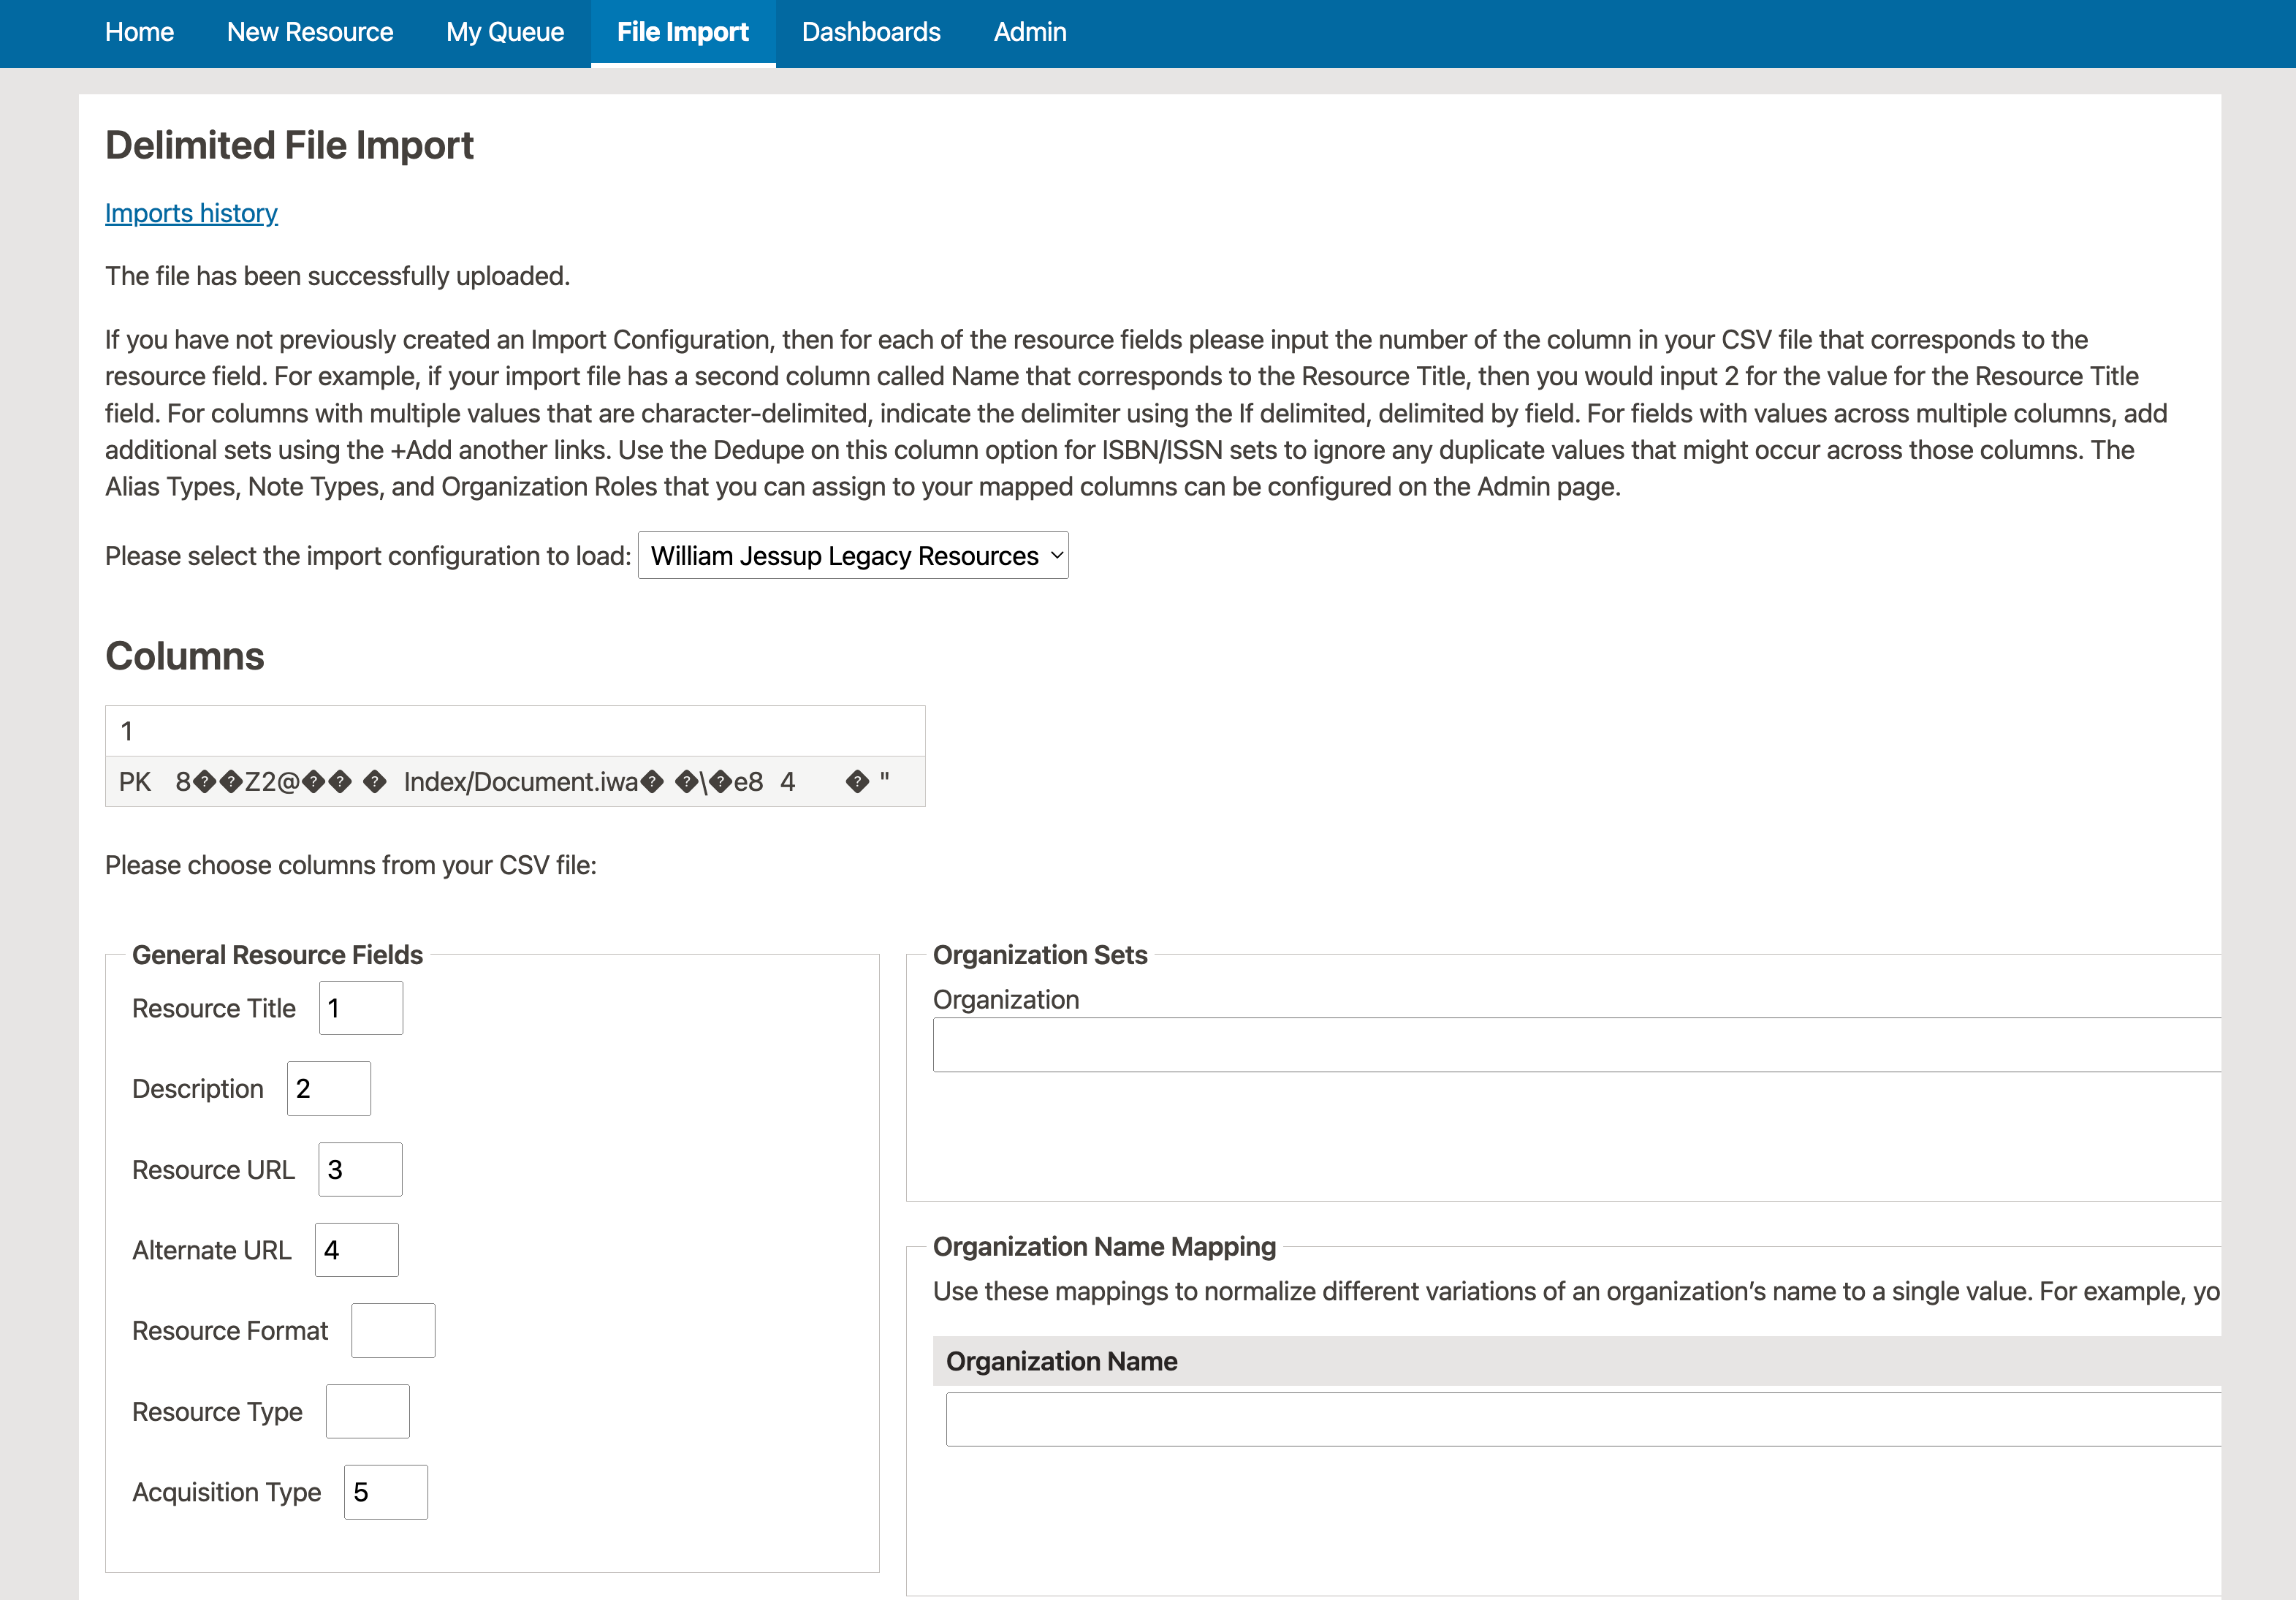 Home New Resource My Queue File Import Dashboards Admin
Delimited File Import
Imports history
The file has been successfully uploaded.
If you have not previously created an Import Configuration, then for each of the resource fields please input the number of the column in your CSV file that corresponds to the
resource field. For example, if your import file has a second column called Name that corresponds to the Resource Title, then you would input 2 for the value for the Resource Title
field. For columns with multiple values that are character-delimited, indicate the delimiter using the If delimited, delimited by field. For fields with values across multiple columns, add
additional sets using the +Add another links. Use the Dedupe on this column option for ISBN/ISSN sets to ignore any duplicate values that might occur across those columns. The
Alias Types, Note Types, and Organization Roles that you can assign to your mapped columns can be configured on the Admin page.
Please select the import configuration to load: William Jessup Legacy Resources
Columns
1
PK 8��Z2@�� � Index/Document.iwa� �\�e8 4 � "
Please choose columns from your CSV file:
General Resource Fields
Resource Title 1
Description 2
Resource URL 3
Alternate URL 4
Resource Format
Resource Type
Acquisition Type 5
Organization Sets
Organization
Organization Name Mapping
Use these mappings to normalize different variations of an organization’s name to a single value. For example, yo
Organization Name